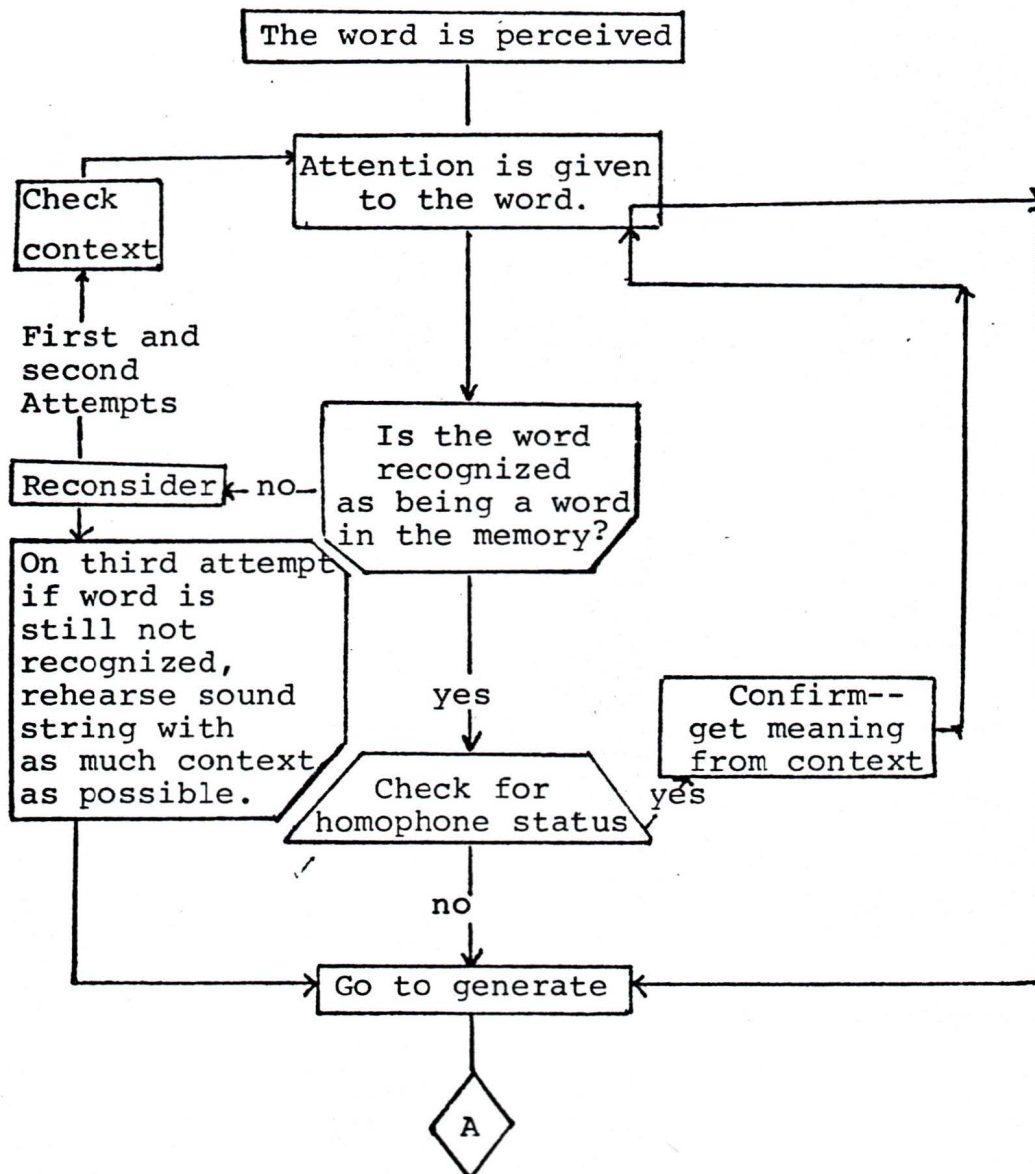 The word is perceived
Attention is given
to the word.
Check
context
First and
second
Attempts
Is the word
recognized
as being a word
in the memory?
no
Reconsider
On third attempt
if word is
still not
recognized,
rehearse sound
string with
as much context
as possible.
yes
Confirm--
get meaning
from context
Check for
homophone status
yes
no
Go to generate
A